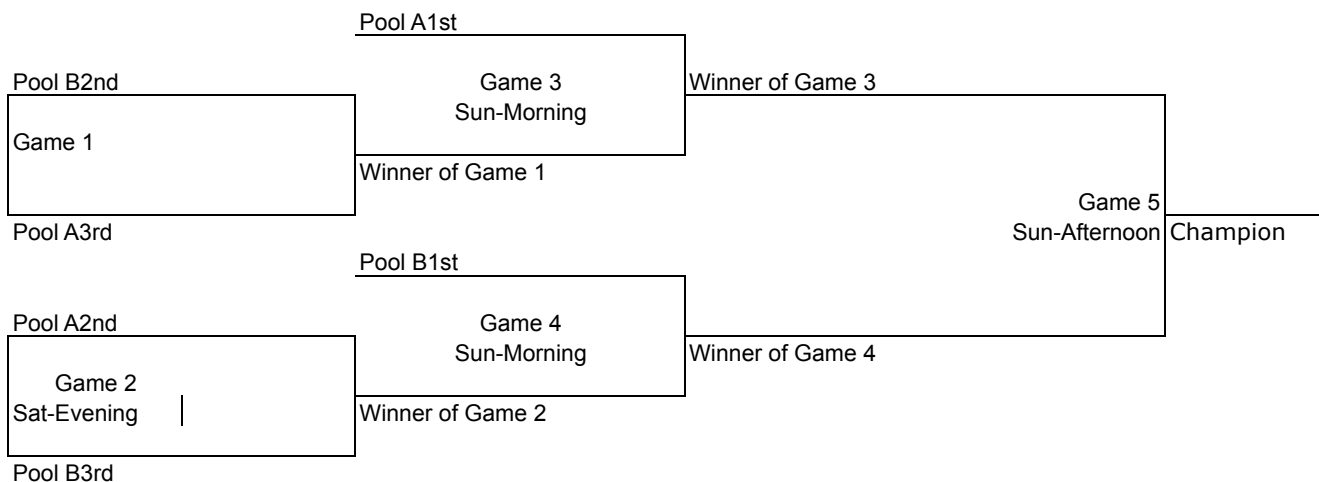 Pool A1st
Pool B2nd
Game 3
Winner of Game 3
Sun-Morning
Game 1
Winner of Game 1
Game 5
Pool A3rd
Sun-Afternoon
Champion
Pool B1st
Pool A2nd
Game 4
Sun-Morning
Winner of Game 4
Game 2
Sat-Evening
Winner of Game 2
Pool B3rd